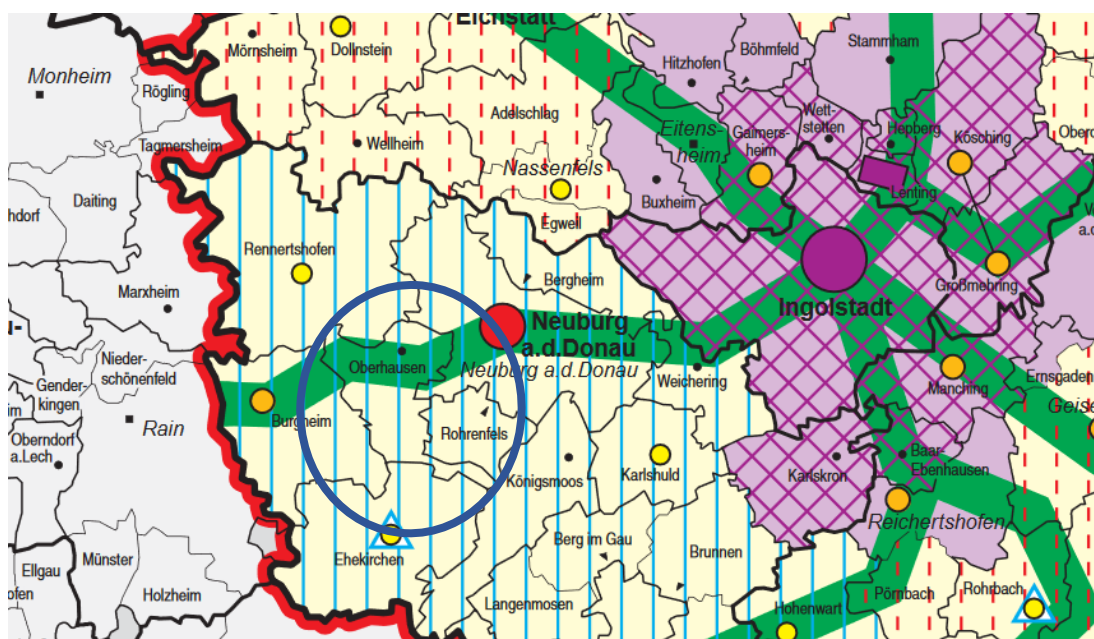 Eichstätt
Mörnsheim
Dollnstein
Böhmfeld
Stammham
Monheim
Hitzhofen
Rögling
Adelschlag
Wett-
stetten
Eitens-
heim
Gaimers-
heim
Hepberg
Kösching
Tagmersheim
Wellheim
Nassenfels
Lenting
Daiting
Buxheim
Egweil
Rennertshofen
Bergheim
Marxheim
Großmehring
Ingolstadt
Neuburg
a.d.Donau
Neuburg a.d.Donau
Nieder-
schönenfeld
Oberhausen
Weichering
Manching
Ernsgaden
Gender-
kingen
Burgheim
Rain
Rohrenfels
Oberndorf
a.Lech
Baar-
Ebenhausen
Karlskron
Königsmoos
Karlshuld
Reichertshofen
Ehekirchen
Berg im Gau
Brunnen
Münster
Ellgau
Pörnbach
Rohrbach
Holzheim
Langenmosen
Hohenwart